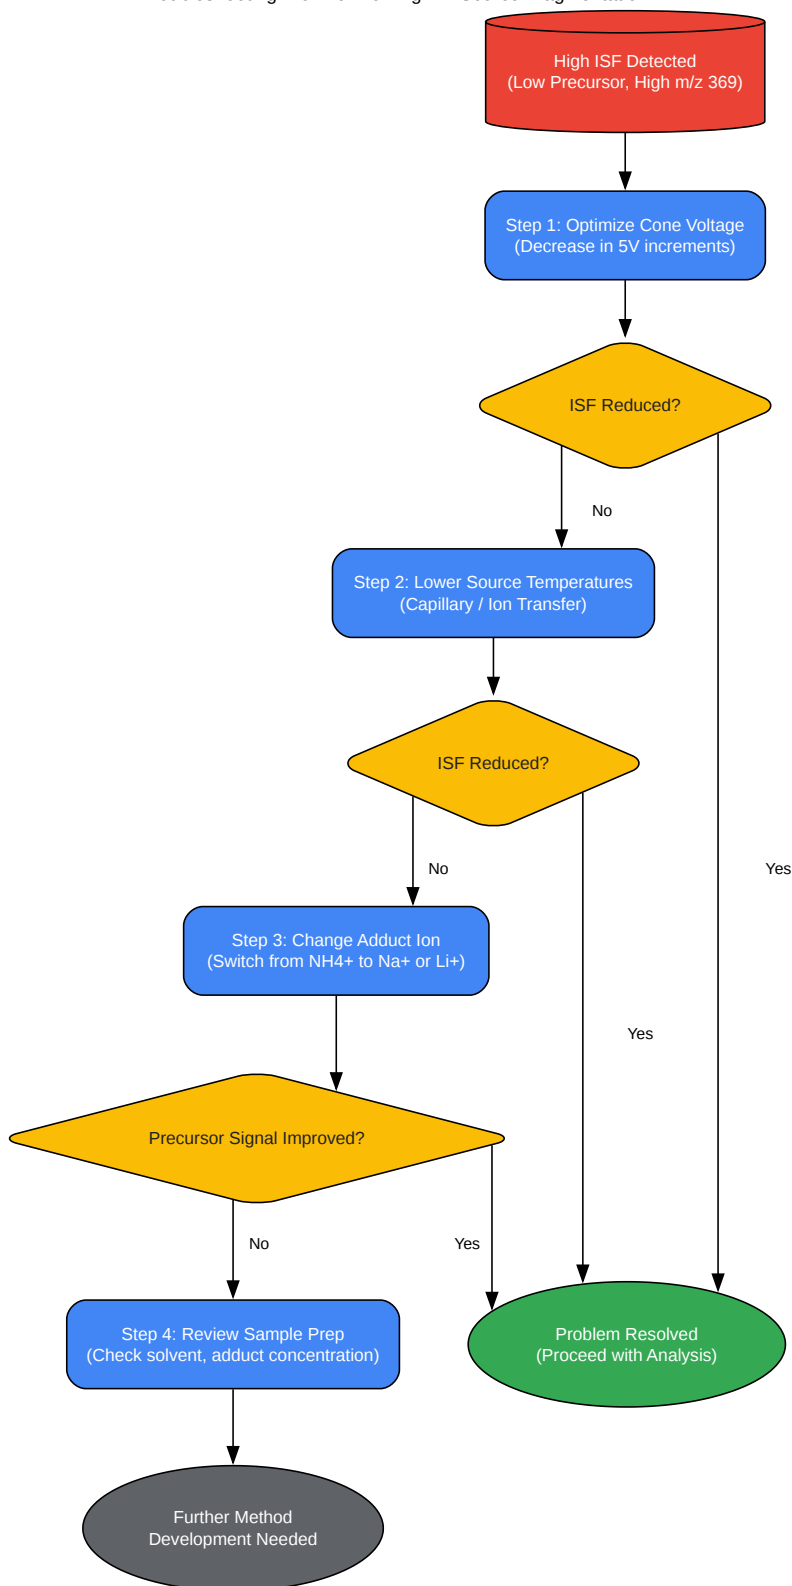 High ISF Detected
(Low Precursor, High m/z 369)
Step 1: Optimize Cone Voltage
(Decrease in 5V increments)
ISF Reduced?
No
Step 2: Lower Source Temperatures
(Capillary / Ion Transfer)
ISF Reduced?
No
Yes
Step 3: Change Adduct Ion
(Switch from NH4+ to Na+ or Li+)
Yes
Precursor Signal Improved?
No
Yes
Step 4: Review Sample Prep
(Check solvent, adduct concentration)
Problem Resolved
(Proceed with Analysis)
Further Method
Development Needed